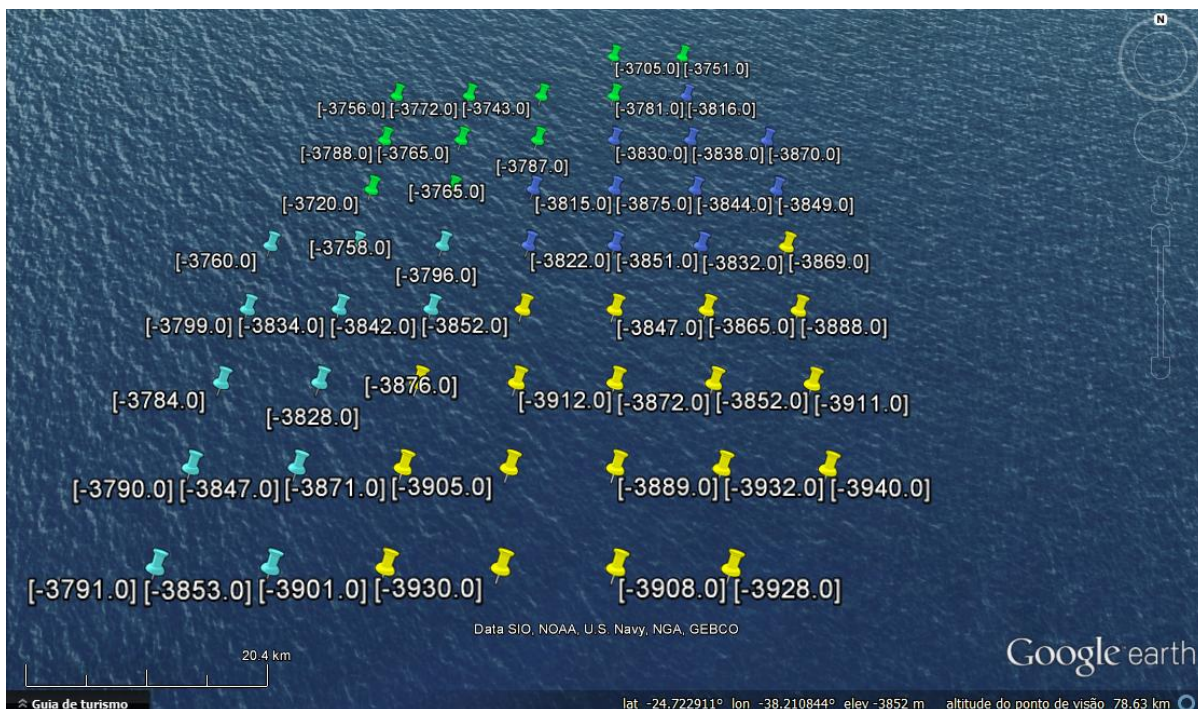 N
[-3705.0] [-3751.0]
[-3756.0] [-3772.0] [-3743.0] [-3781.0] [-3816.0]
[-3788.0] [-3765.0] [-3787.0] [-3830.0] [-3838.0] [-3870.0]
[-3720.0] [-3765.0] [-3815.0] [-3875.0] [-3844.0] [-3849.0]
[-3760.0] [-3758.0] [-3796.0] [-3822.0] [-3851.0] [-3832.0] [-3869.0]
[-3799.0] [-3834.0] [-3842.0] [-3852.0] [-3847.0] [-3865.0] [-3888.0]
[-3784.0] [-3828.0] [-3876.0] [-3912.0] [-3872.0] [-3852.0] [-3911.0]
[-3790.0] [-3847.0] [-3871.0] [-3905.0] [-3889.0] [-3932.0] [-3940.0]
[-3791.0] [-3853.0] [-3901.0] [-3930.0] [-3908.0] [-3928.0]
Data SIO, NOAA, U.S. Navy, NGA, GEBCO
20.4 km
Google earth
Guia de turismo
lat -24.722911° lon -38.210844° elev -3852 m altitude do ponto de visão 78.63 km